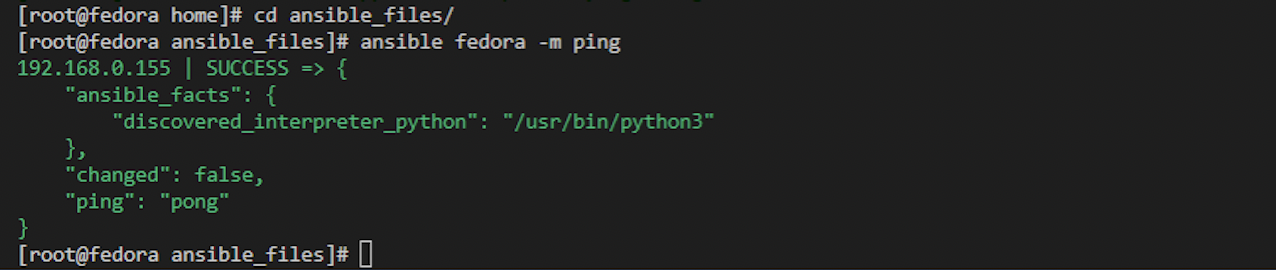 [root@fedora home]# cd ansible_files/
[root@fedora ansible_files]# ansible fedora -m ping
192.168.0.155 | SUCCESS => {
    "ansible_facts": {
        "discovered_interpreter_python": "/usr/bin/python3"
    },
    "changed": false,
    "ping": "pong"
}
[root@fedora ansible_files]#